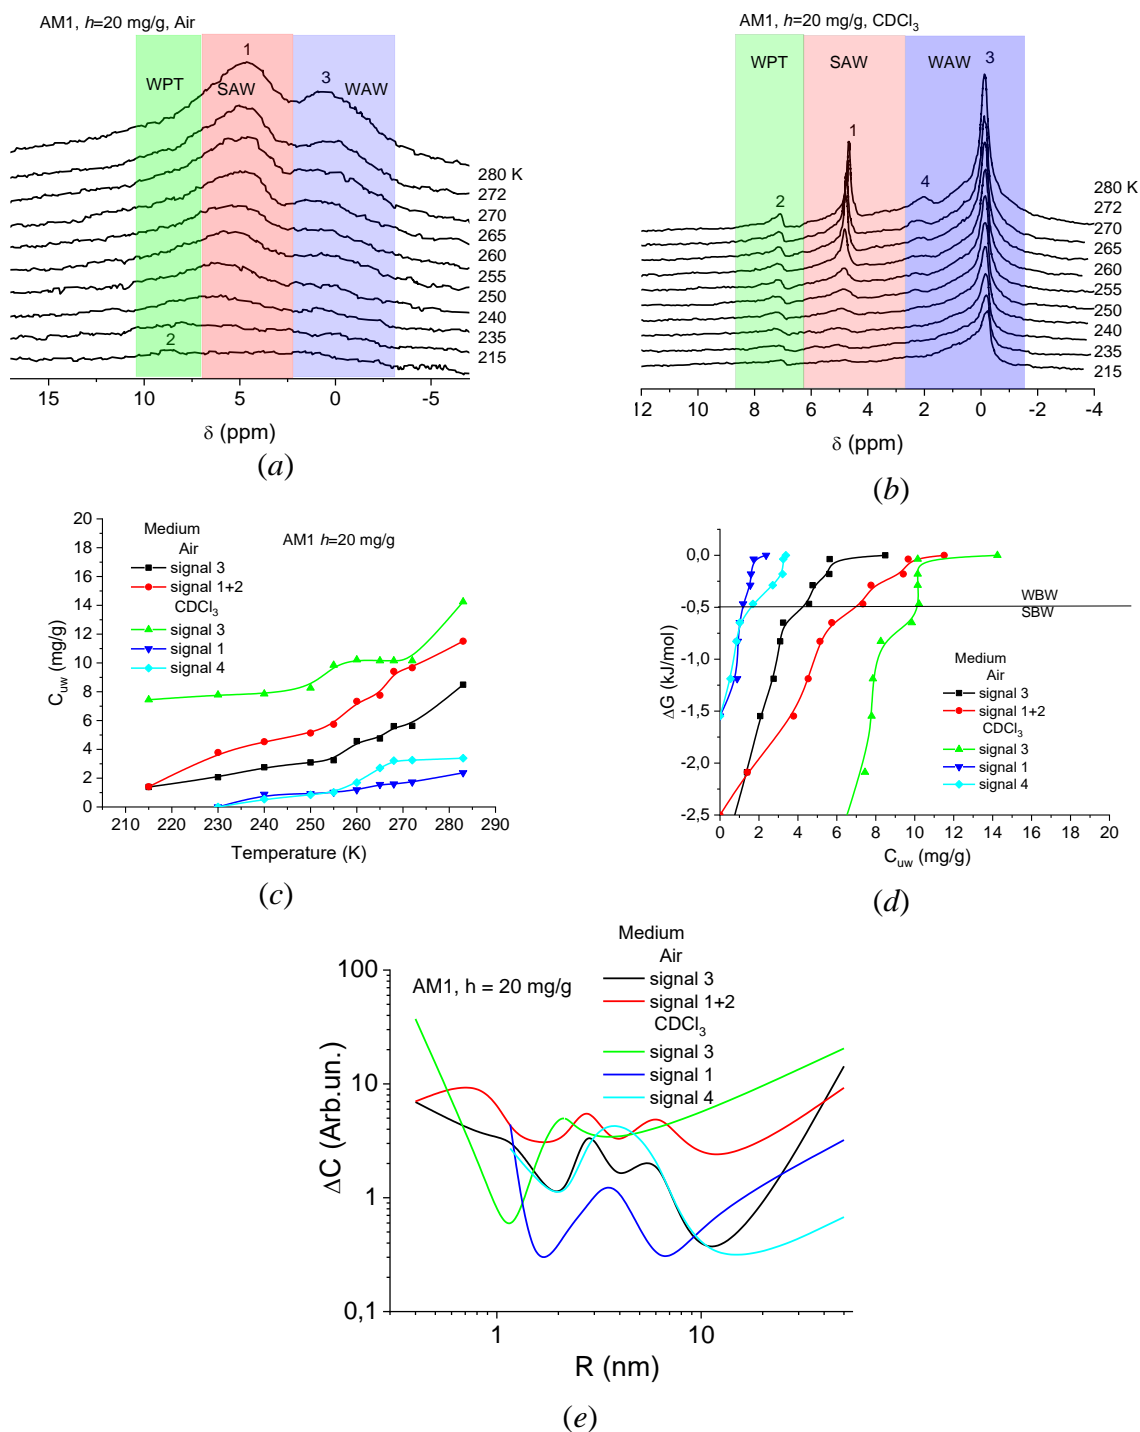 AM1, h=20 mg/g, Air
1
3
WPT
SAW
WAW
280 K
272
270
265
260
255
250
240
235
215
2
15
10
5
0
-5
δ (ppm)
(a)
AM1, h=20 mg/g, CDCl₃
WPT
SAW
WAW
3
1
2
4
280 K
272
270
265
260
255
250
240
235
215
12
10
8
6
4
2
0
-2
-4
δ (ppm)
(b)
20
18
16
14
12
10
8
6
4
2
0
C_uw (mg/g)
Medium
Air
signal 3
signal 1+2
CDCl₃
signal 3
signal 1
signal 4
AM1 h=20 mg/g
210 220 230 240 250 260 270 280 290
Temperature (K)
(c)
0,0
-0,5
-1,0
-1,5
-2,0
-2,5
ΔG (kJ/mol)
WBW
SBW
Medium
Air
signal 3
signal 1+2
CDCl₃
signal 3
signal 1
signal 4
0 2 4 6 8 10 12 14 16 18 20
C_uw (mg/g)
(d)
Medium
Air
signal 3
signal 1+2
CDCl₃
signal 3
signal 1
signal 4
AM1, h = 20 mg/g
100
10
1
0,1
ΔC (Arb.un.)
1
10
R (nm)
(e)